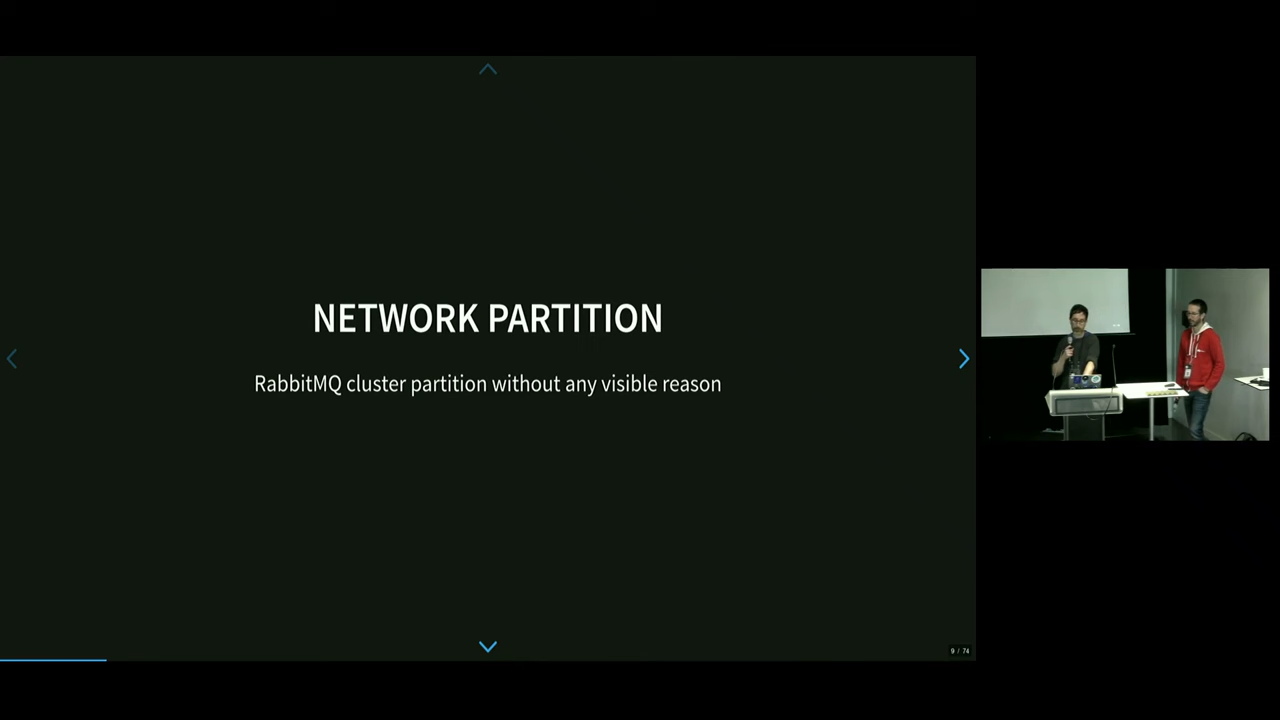 NETWORK PARTITION
RabbitMQ cluster partition without any visible reason
9 / 74